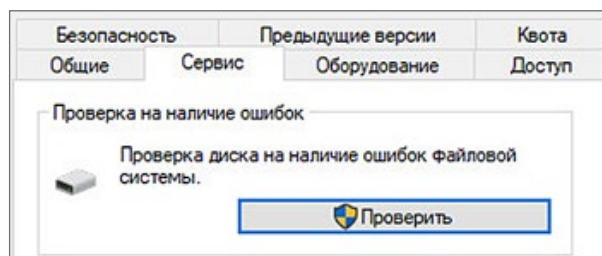 Безопасность Предыдущие версии Квота
Общие Сервис Оборудование Доступ
Проверка на наличие ошибок
Проверка диска на наличие ошибок файловой
системы.
Проверить